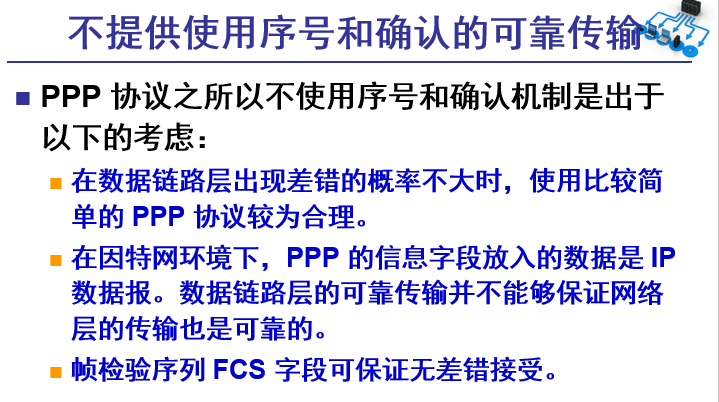 不提供使用序号和确认的可靠传输
PPP 协议之所以不使用序号和确认机制是出于
以下的考虑：
在数据链路层出现差错的概率不大时，使用比较简
单的 PPP 协议较为合理。
在因特网环境下，PPP 的信息字段放入的数据是 IP
数据报。数据链路层的可靠传输并不能够保证网络
层的传输也是可靠的。
帧检验序列 FCS 字段可保证无差错接受。